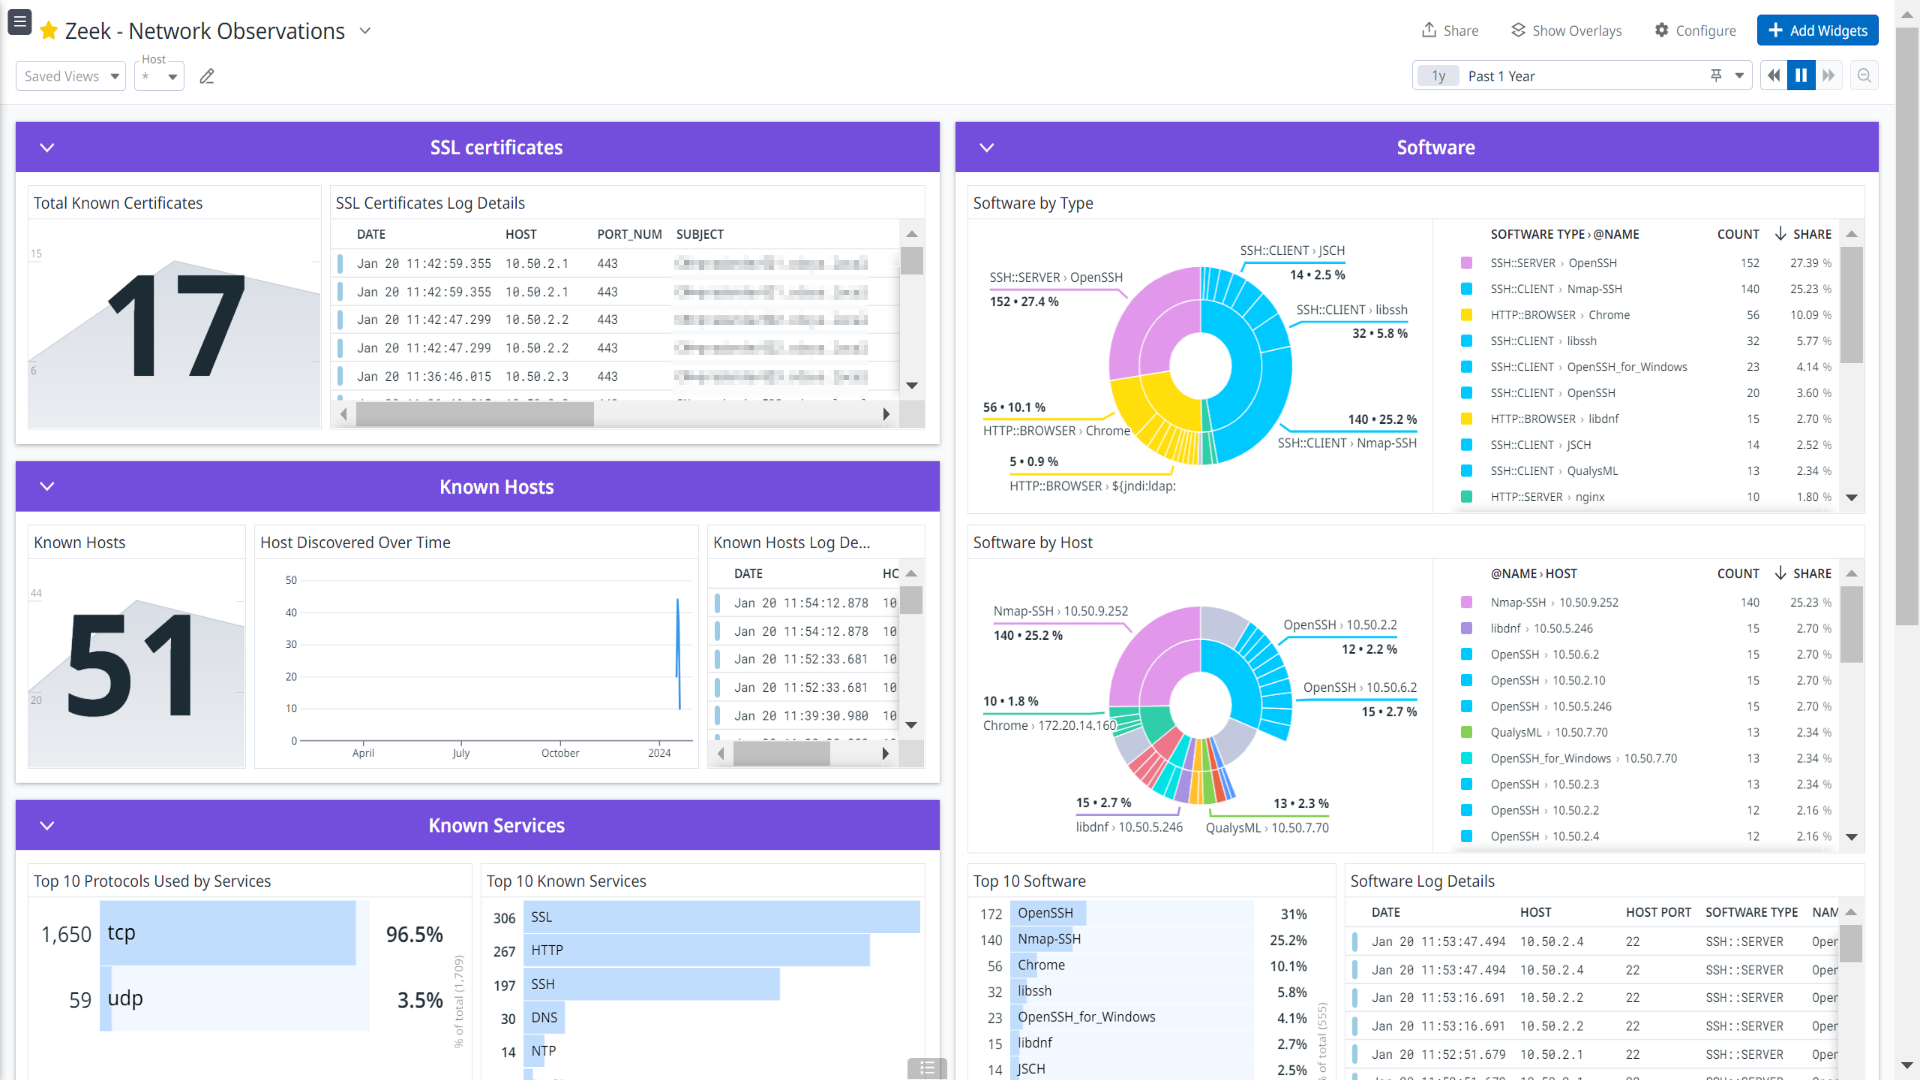 Zeek - Network Observations
Share
Show Overlays
Configure
Add Widgets
Saved Views
Host
*
1y Past 1 Year
SSL certificates
Total Known Certificates
15
17
6
SSL Certificates Log Details
DATE HOST PORT_NUM SUBJECT
Jan 20 11:42:59.355 10.50.2.1 443
Jan 20 11:42:59.355 10.50.2.1 443
Jan 20 11:42:47.299 10.50.2.2 443
Jan 20 11:42:47.299 10.50.2.2 443
Jan 20 11:36:46.015 10.50.2.3 443
Known Hosts
Known Hosts
44
51
20
Host Discovered Over Time
50
40
30
20
10
0
April July October 2024
Known Hosts Log De...
DATE HO
Jan 20 11:54:12.878 10
Jan 20 11:54:12.878 10
Jan 20 11:52:33.681 10
Jan 20 11:52:33.681 10
Jan 20 11:39:30.980 10
Known Services
Top 10 Protocols Used by Services
1,650 tcp 96.5%
59 udp 3.5%
% of total (1,709)
Top 10 Known Services
306 SSL
267 HTTP
197 SSH
30 DNS
14 NTP
Software
Software by Type
SSH::CLIENT › JSCH
14 • 2.5 %
SSH::SERVER › OpenSSH
152 • 27.4 %
SSH::CLIENT › libssh
32 • 5.8 %
56 • 10.1 %
HTTP::BROWSER › Chrome
140 • 25.2 %
SSH::CLIENT › Nmap-SSH
5 • 0.9 %
HTTP::BROWSER › ${jndi:ldap:
SOFTWARE TYPE › @NAME COUNT SHARE
SSH::SERVER › OpenSSH 152 27.39 %
SSH::CLIENT › Nmap-SSH 140 25.23 %
HTTP::BROWSER › Chrome 56 10.09 %
SSH::CLIENT › libssh 32 5.77 %
SSH::CLIENT › OpenSSH_for_Windows 23 4.14 %
SSH::CLIENT › OpenSSH 20 3.60 %
HTTP::BROWSER › libdnf 15 2.70 %
SSH::CLIENT › JSCH 14 2.52 %
SSH::CLIENT › QualysML 13 2.34 %
HTTP::SERVER › nginx 10 1.80 %
Software by Host
Nmap-SSH › 10.50.9.252
140 • 25.2 %
OpenSSH › 10.50.2.2
12 • 2.2 %
OpenSSH › 10.50.6.2
15 • 2.7 %
10 • 1.8 %
Chrome › 172.20.14.160
15 • 2.7 %
libdnf › 10.50.5.246
13 • 2.3 %
QualysML › 10.50.7.70
@NAME › HOST COUNT SHARE
Nmap-SSH › 10.50.9.252 140 25.23 %
libdnf › 10.50.5.246 15 2.70 %
OpenSSH › 10.50.6.2 15 2.70 %
OpenSSH › 10.50.2.10 15 2.70 %
OpenSSH › 10.50.5.246 15 2.70 %
QualysML › 10.50.7.70 13 2.34 %
OpenSSH_for_Windows › 10.50.7.70 13 2.34 %
OpenSSH › 10.50.2.3 13 2.34 %
OpenSSH › 10.50.2.2 12 2.16 %
OpenSSH › 10.50.2.4 12 2.16 %
Top 10 Software
172 OpenSSH 31%
140 Nmap-SSH 25.2%
56 Chrome 10.1%
32 libssh 5.8%
23 OpenSSH_for_Windows 4.1%
15 libdnf 2.7%
14 JSCH 2.5%
% of total (555)
Software Log Details
DATE HOST HOST PORT SOFTWARE TYPE NAM
Jan 20 11:53:47.494 10.50.2.4 22 SSH::SERVER Oper
Jan 20 11:53:47.494 10.50.2.4 22 SSH::SERVER Oper
Jan 20 11:53:16.691 10.50.2.2 22 SSH::SERVER Oper
Jan 20 11:53:16.691 10.50.2.2 22 SSH::SERVER Oper
Jan 20 11:52:51.679 10.50.2.1 22 SSH::SERVER Oper